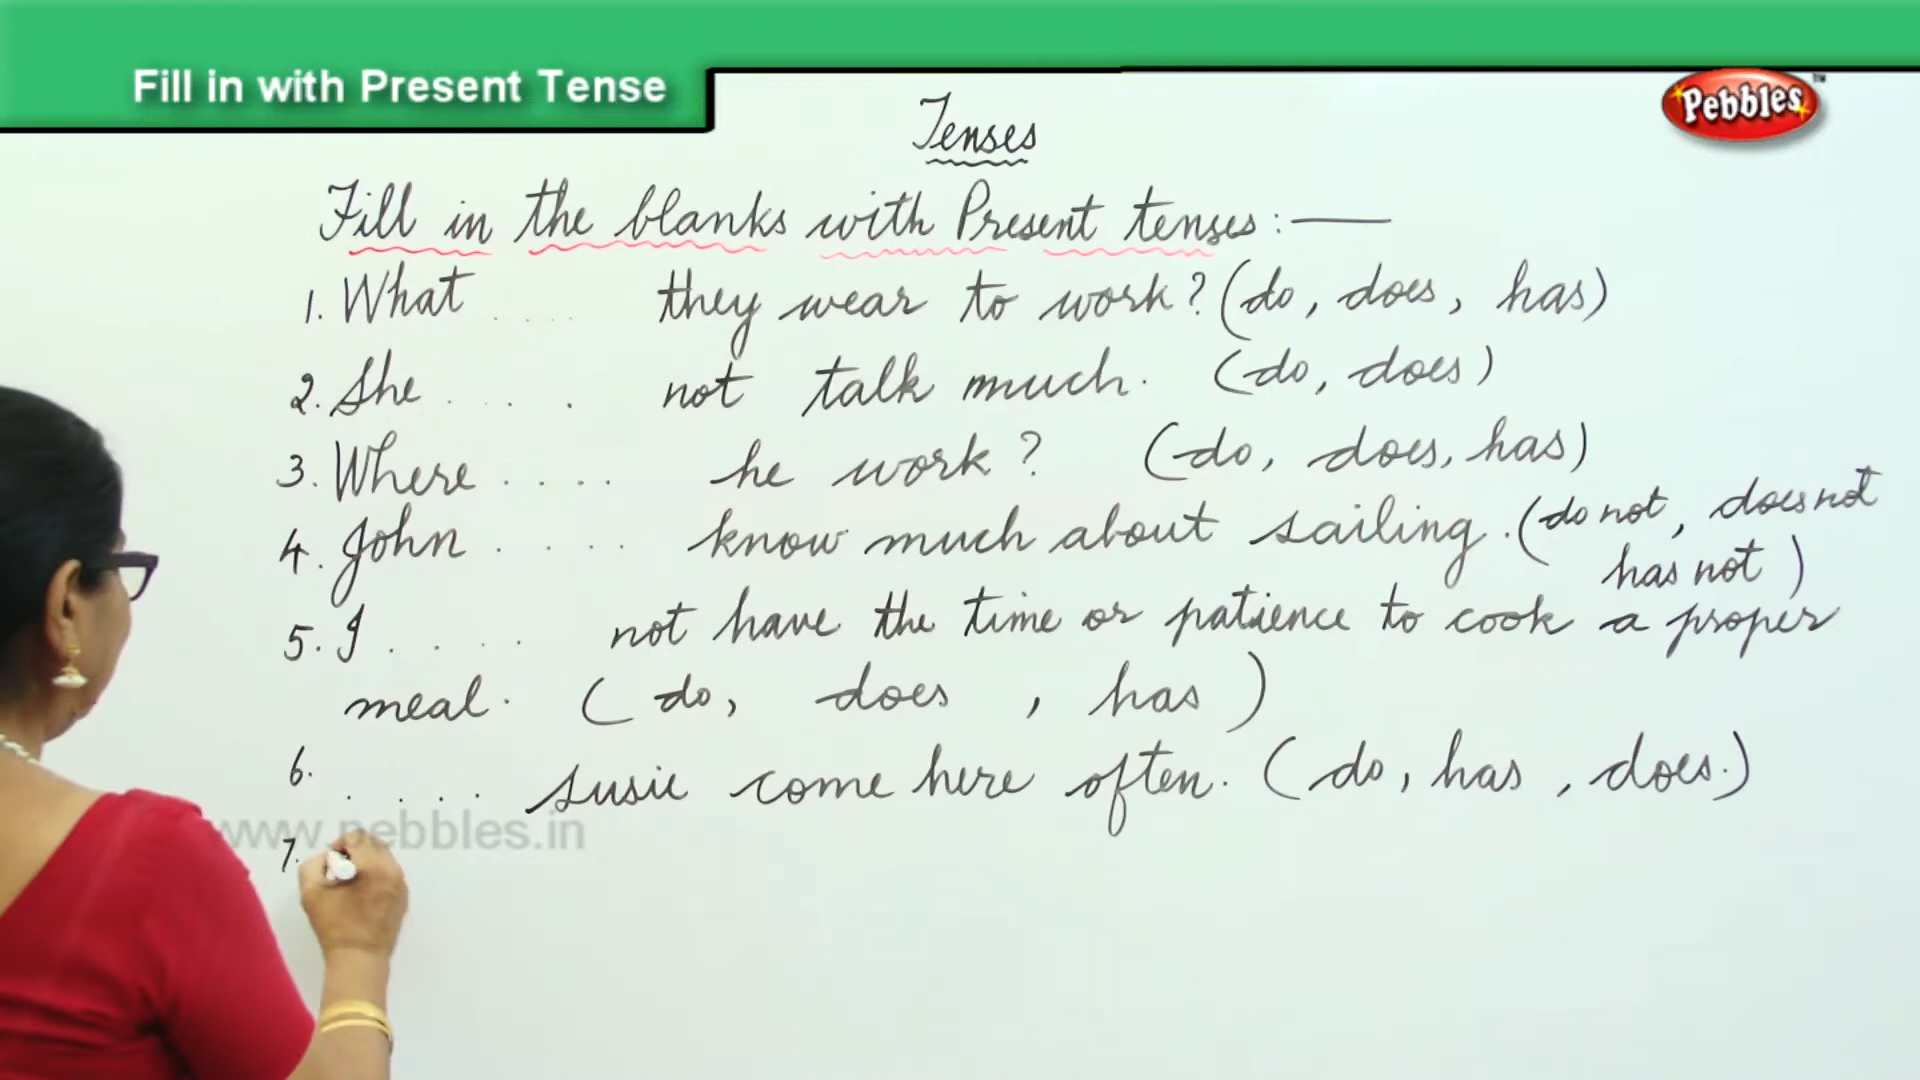 Fill in with Present Tense
Pebbles™
Tenses
Fill in the blanks with Present tenses:—
1. What .... they wear to work? (do, does, has)
2. She .... not talk much. (do, does)
3. Where .... he work? (do, does, has)
4. John .... know much about sailing. (do not, does not
has not)
5. I .... not have the time or patience to cook a proper
meal. (do, does, has)
6. .... susie come here often. (do, has, does.)
www.pebbles.in
7.